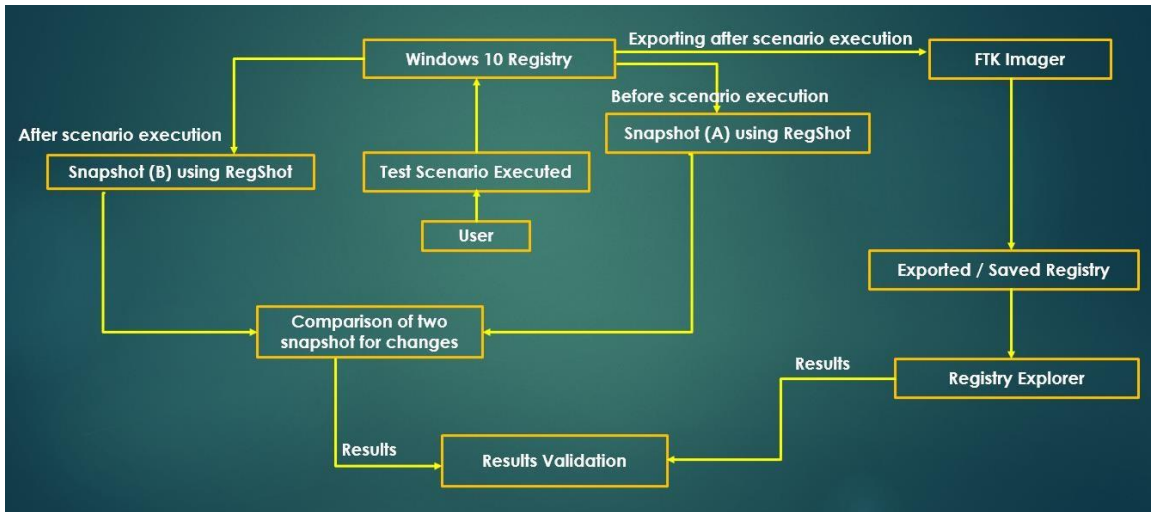 Exporting after scenario execution
Windows 10 Registry
FTK Imager
Before scenario execution
After scenario execution
Snapshot (A) using RegShot
Snapshot (B) using RegShot
Test Scenario Executed
User
Exported / Saved Registry
Comparison of two
snapshot for changes
Results
Registry Explorer
Results
Results Validation